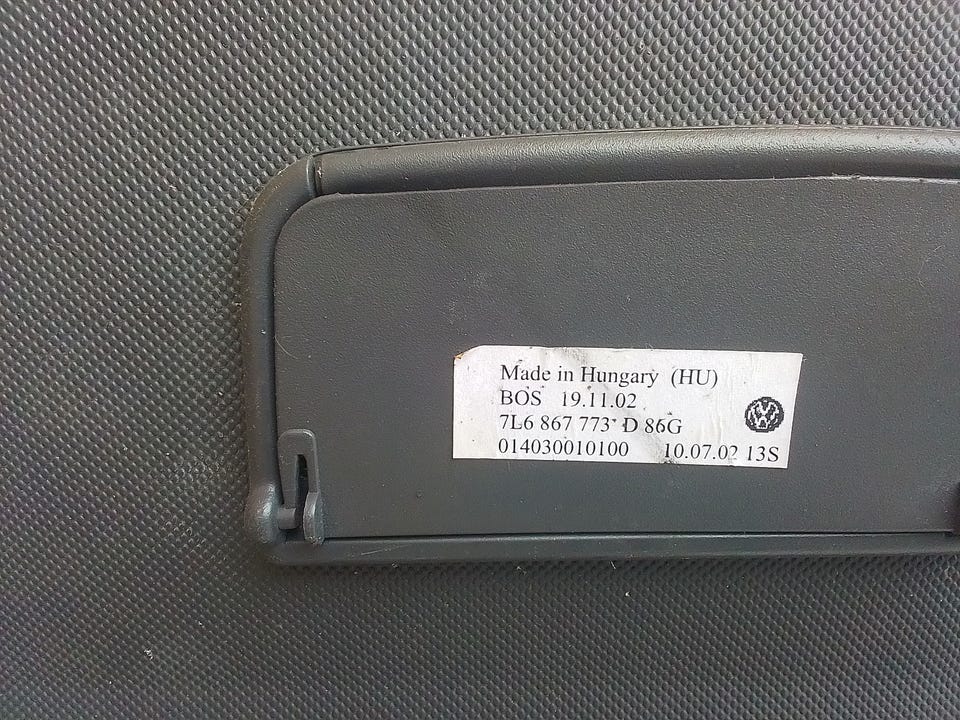 Made in Hungary (HU)
BOS 19.11.02
7L6 867 773 D 86G
014030010100 10.07.02 13S